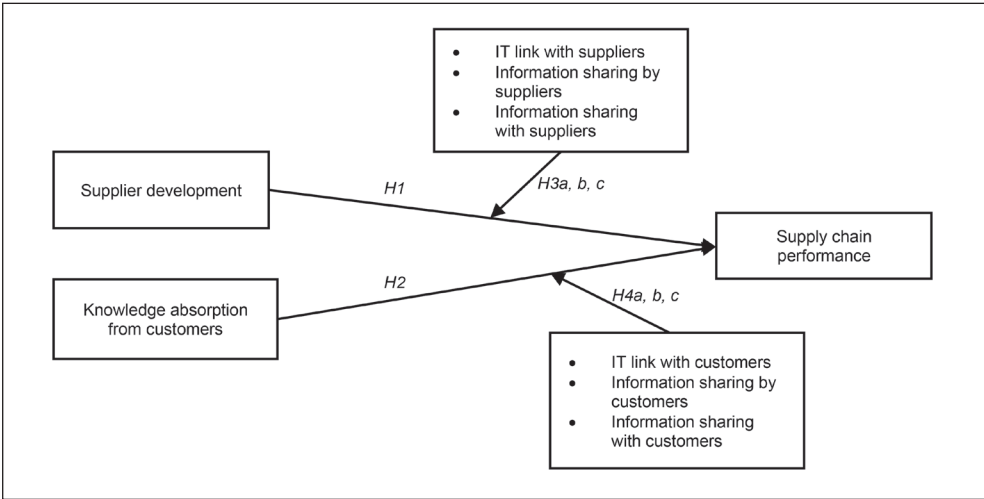 • IT link with suppliers
• Information sharing by
suppliers
• Information sharing
with suppliers
Supplier development
H1
H3a, b, c
Supply chain
performance
Knowledge absorption
from customers
H2
H4a, b, c
• IT link with customers
• Information sharing by
customers
• Information sharing
with customers